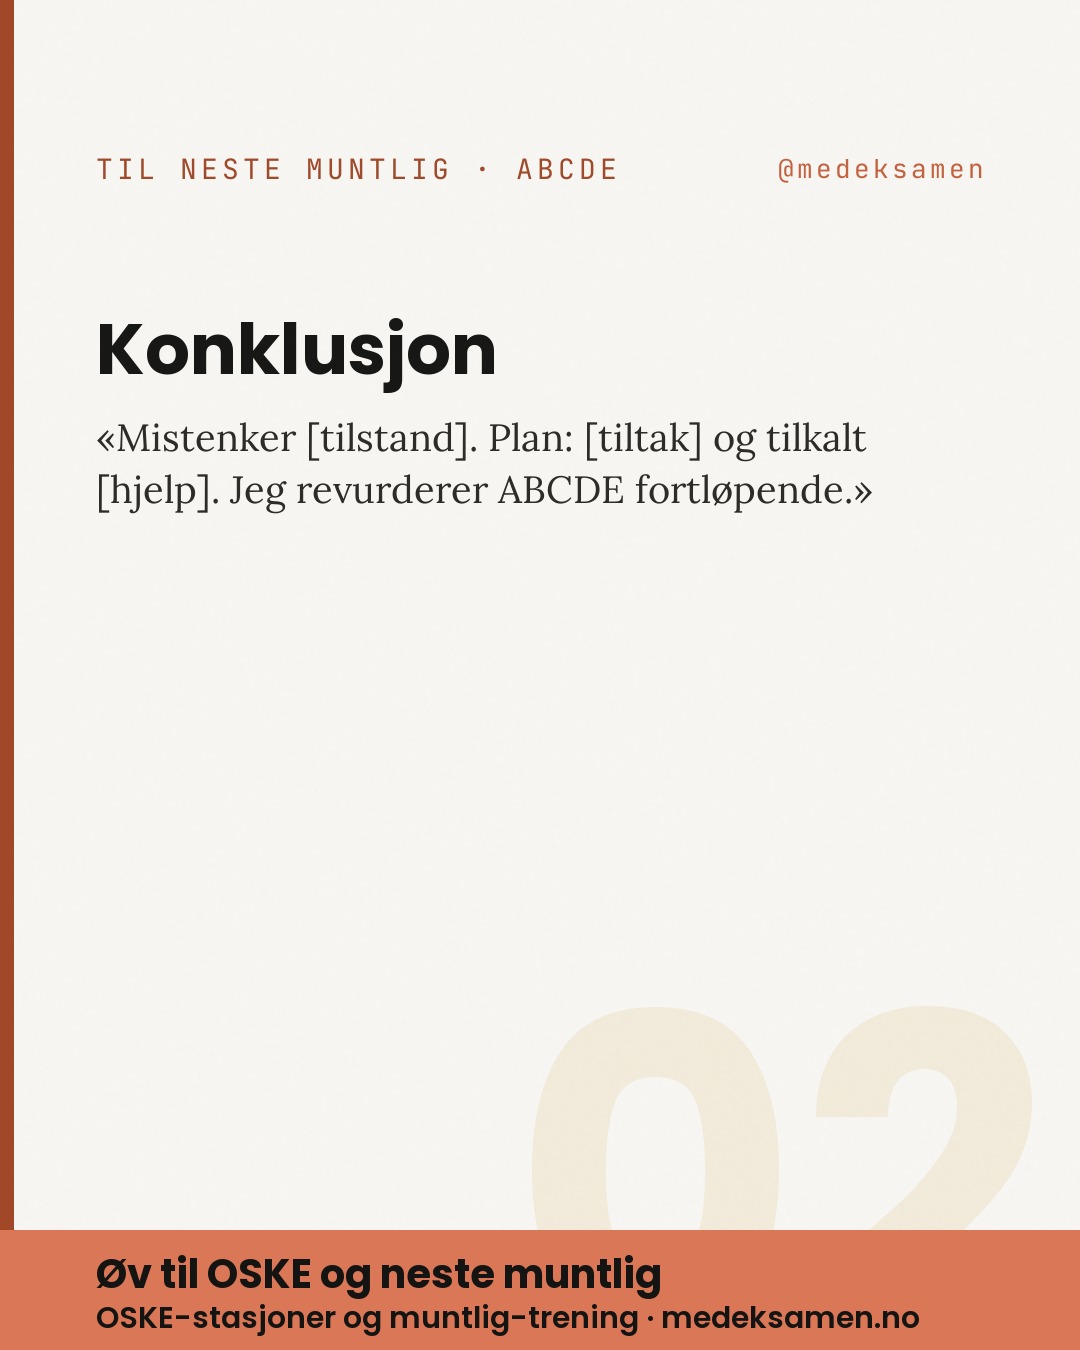 TIL NESTE MUNTLIG · ABCDE
@medeksamen
Konklusjon
«Mistenker [tilstand]. Plan: [tiltak] og tilkalt
[hjelp]. Jeg revurderer ABCDE fortløpende.»
02
Øv til OSKE og neste muntlig
OSKE-stasjoner og muntlig-trening · medeksamen.no